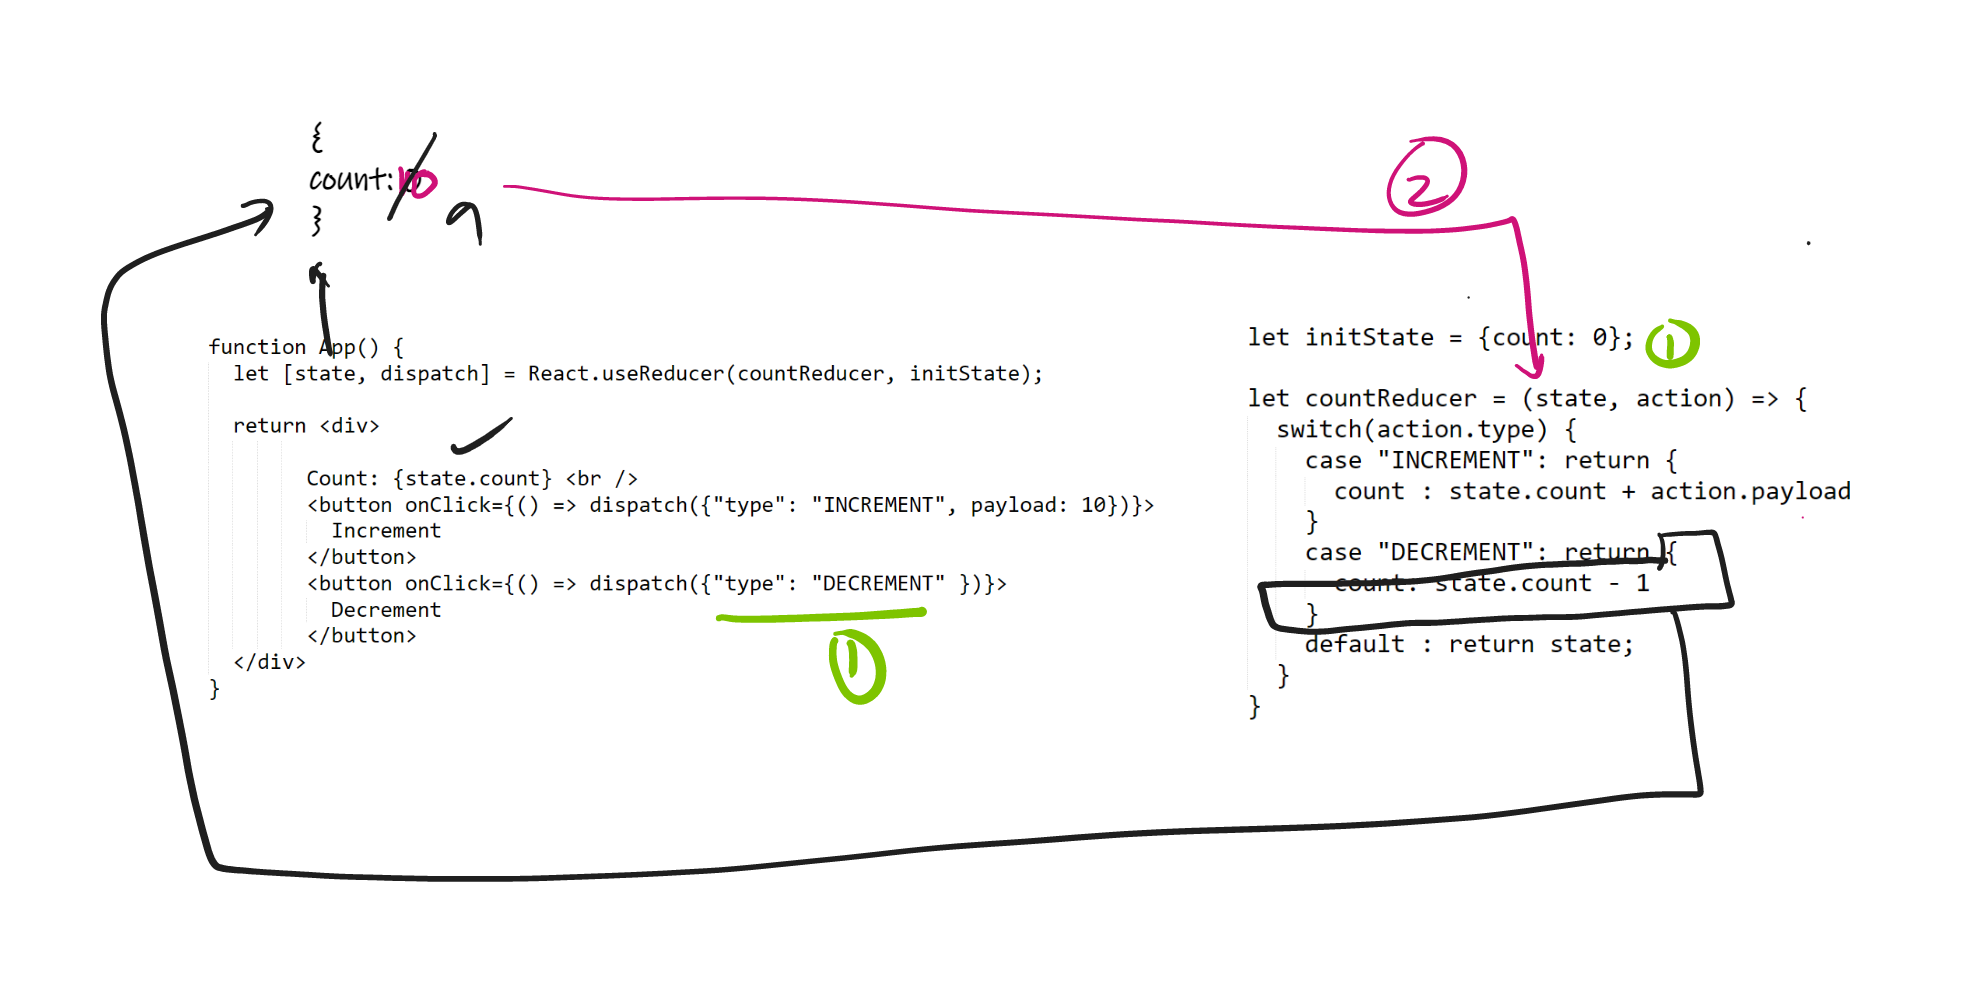 {
count: 10
}
9
2
function App() {
let [state, dispatch] = React.useReducer(countReducer, initState);
return <div>
Count: {state.count} <br />
<button onClick={() => dispatch({"type": "INCREMENT", payload: 10})}>
Increment
</button>
<button onClick={() => dispatch({"type": "DECREMENT" })}>
Decrement
</button>
</div>
}
1
let initState = {count: 0};
1
let countReducer = (state, action) => {
switch(action.type) {
case "INCREMENT": return {
count : state.count + action.payload
}
case "DECREMENT": return {
count: state.count - 1
}
default : return state;
}
}